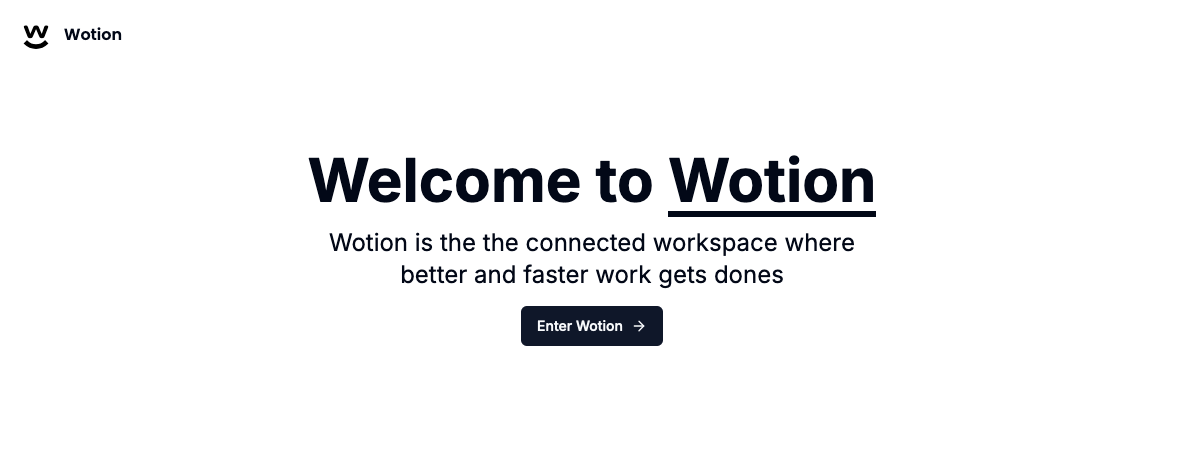 Wotion
Welcome to Wotion
Wotion is the the connected workspace where
better and faster work gets dones
Enter Wotion →